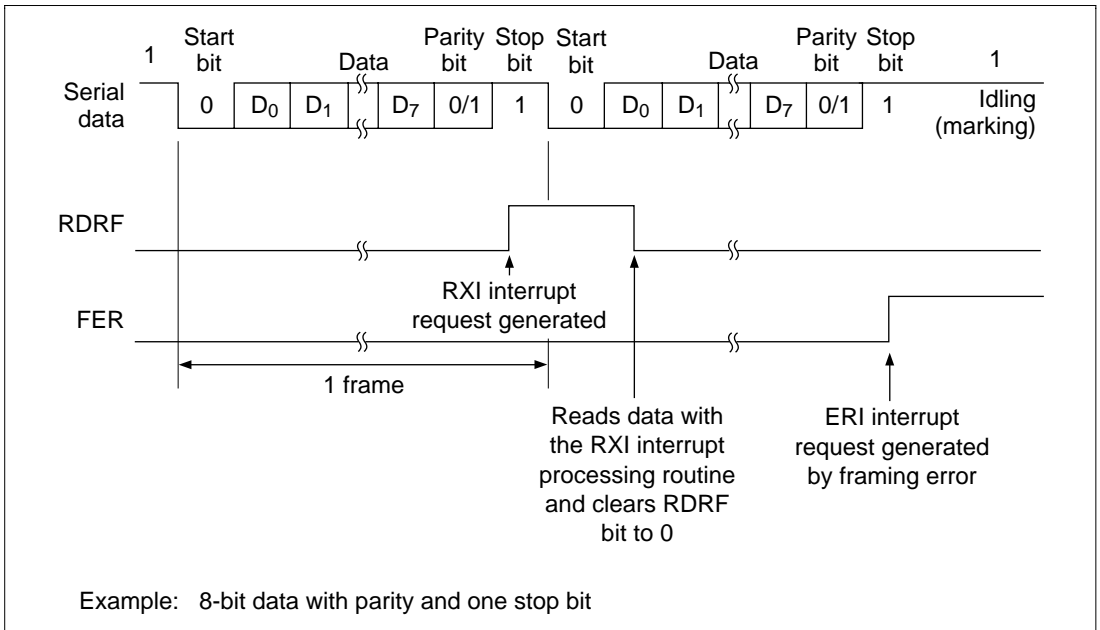 1
Start bit
Data
Parity bit
Stop bit
Start bit
Data
Parity bit
Stop bit
1
Serial data
0
D0
D1
D7
0/1
1
0
D0
D1
D7
0/1
1
Idling (marking)
RDRF
RXI interrupt
request generated
FER
1 frame
Reads data with
the RXI interrupt
processing routine
and clears RDRF
bit to 0
ERI interrupt
request generated
by framing error
Example: 8-bit data with parity and one stop bit